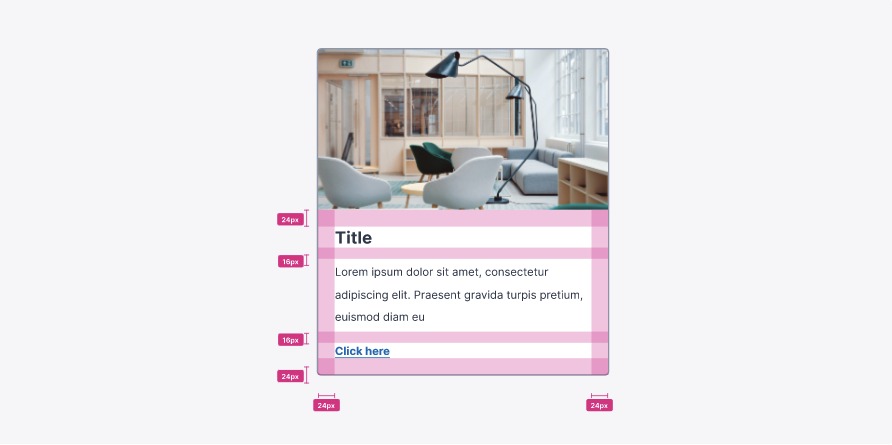 24px
Title
16px
Lorem ipsum dolor sit amet, consectetur
adipiscing elit. Praesent gravida turpis pretium,
euismod diam eu
16px
Click here
24px
24px
24px